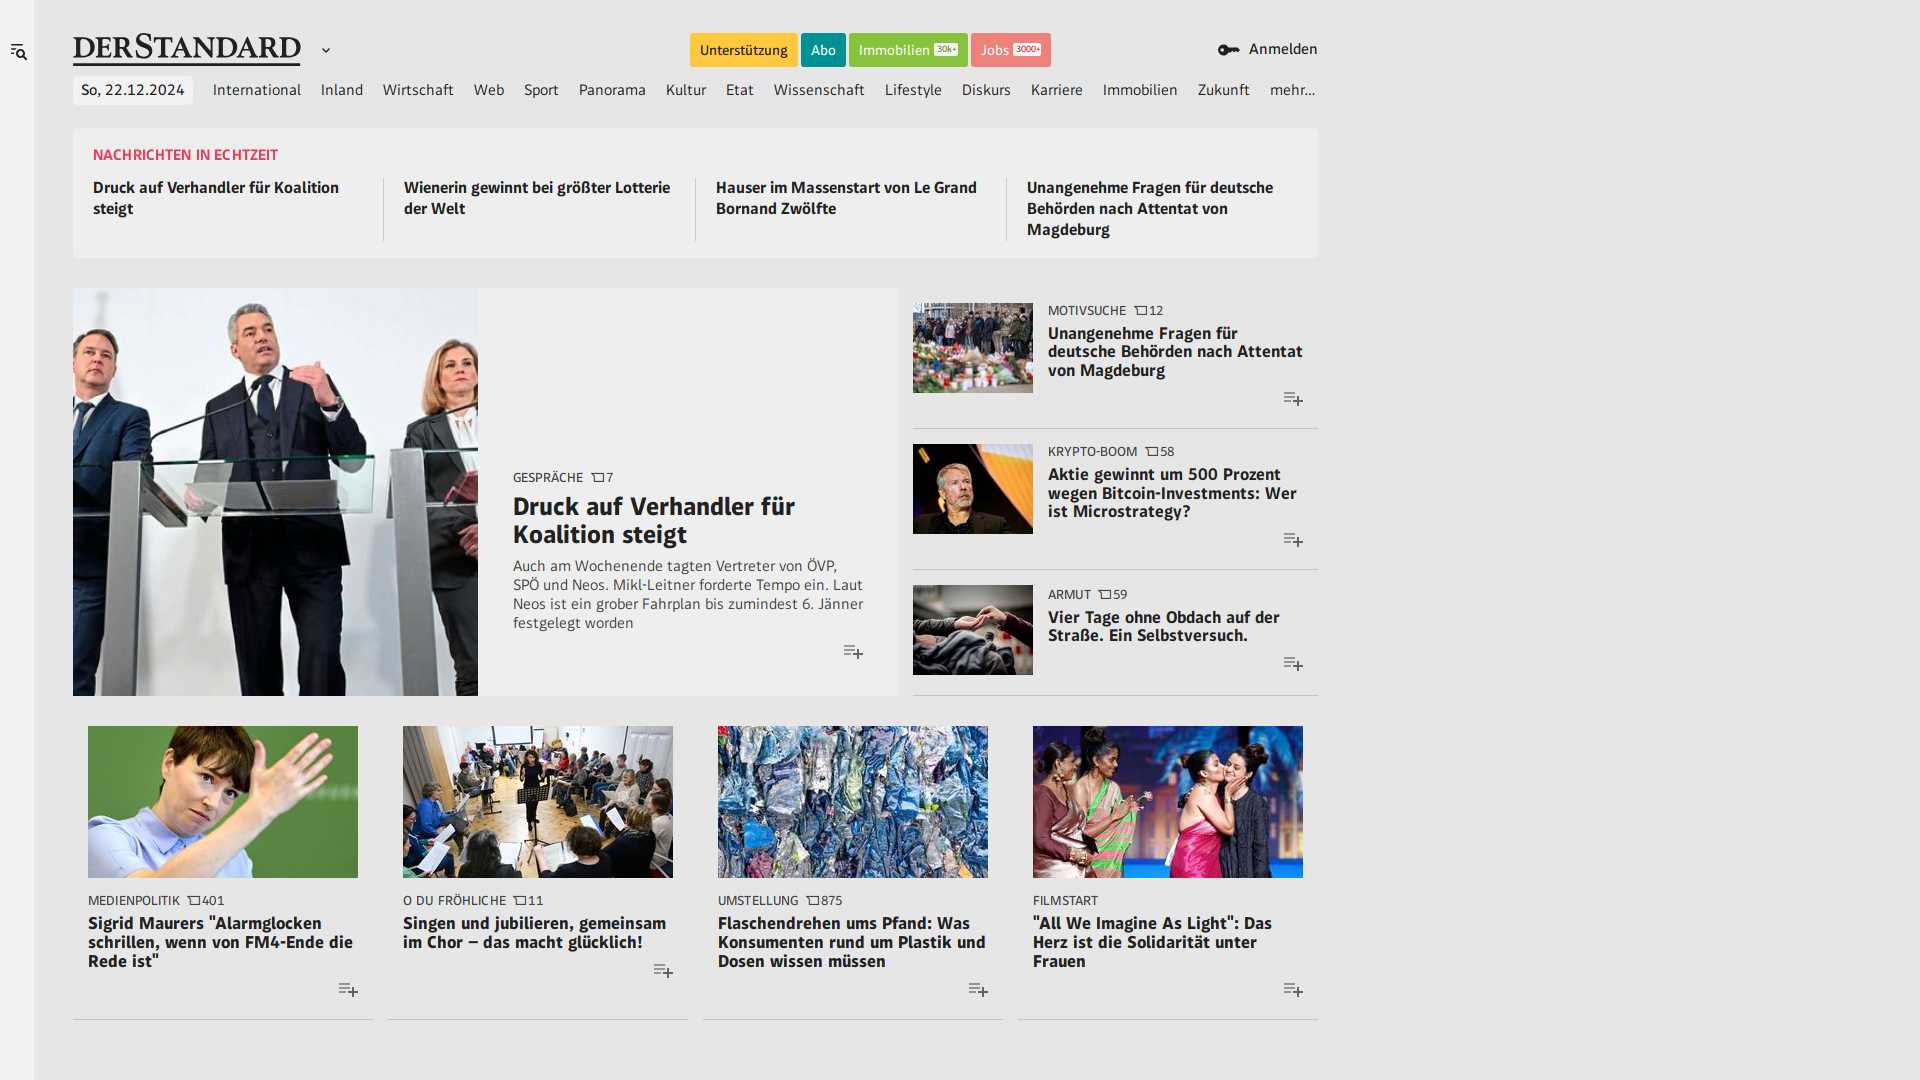 DERSTANDARD
Unterstützung
Abo
Immobilien 30k+
Jobs 3000+
Anmelden
So, 22.12.2024
International
Inland
Wirtschaft
Web
Sport
Panorama
Kultur
Etat
Wissenschaft
Lifestyle
Diskurs
Karriere
Immobilien
Zukunft
mehr...
NACHRICHTEN IN ECHTZEIT
Druck auf Verhandler für Koalition
steigt
Wienerin gewinnt bei größter Lotterie
der Welt
Hauser im Massenstart von Le Grand
Bornand Zwölfte
Unangenehme Fragen für deutsche
Behörden nach Attentat von
Magdeburg
GESPRÄCHE 7
Druck auf Verhandler für
Koalition steigt
Auch am Wochenende tagten Vertreter von ÖVP,
SPÖ und Neos. Mikl-Leitner forderte Tempo ein. Laut
Neos ist ein grober Fahrplan bis zumindest 6. Jänner
festgelegt worden
MOTIVSUCHE 12
Unangenehme Fragen für
deutsche Behörden nach Attentat
von Magdeburg
KRYPTO-BOOM 58
Aktie gewinnt um 500 Prozent
wegen Bitcoin-Investments: Wer
ist Microstrategy?
ARMUT 59
Vier Tage ohne Obdach auf der
Straße. Ein Selbstversuch.
MEDIENPOLITIK 401
Sigrid Maurers "Alarmglocken
schrillen, wenn von FM4-Ende die
Rede ist"
O DU FRÖHLICHE 11
Singen und jubilieren, gemeinsam
im Chor – das macht glücklich!
UMSTELLUNG 875
Flaschendrehen ums Pfand: Was
Konsumenten rund um Plastik und
Dosen wissen müssen
FILMSTART
"All We Imagine As Light": Das
Herz ist die Solidarität unter
Frauen